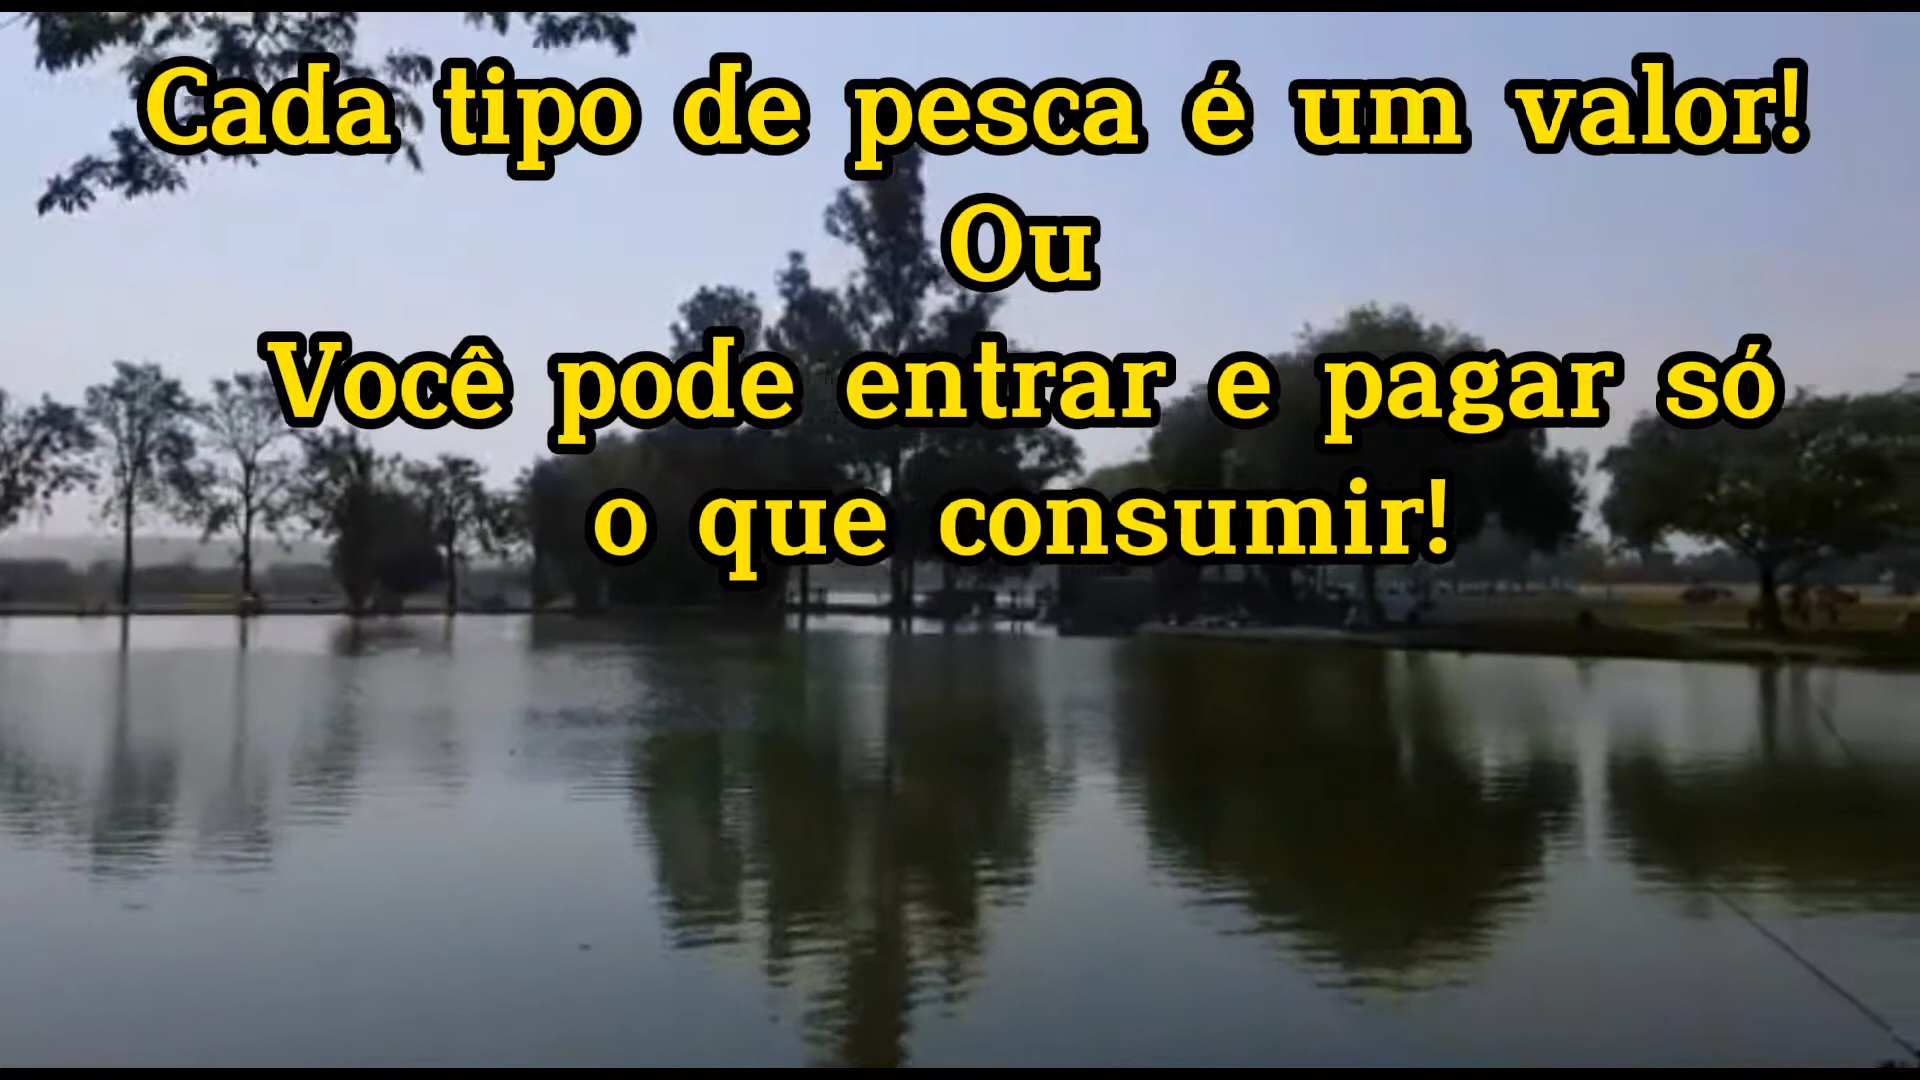 Cada tipo de pesca é um valor!
Ou
Você pode entrar e pagar só
o que consumir!